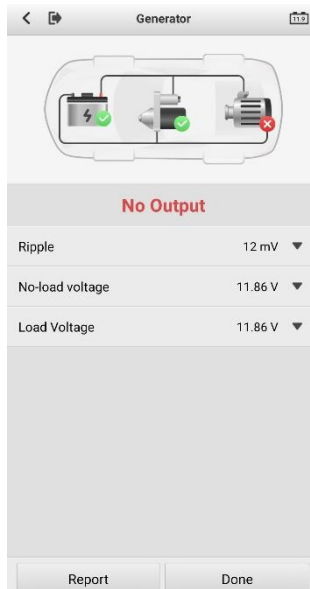 Generator
11.9
No Output
Ripple 12 mV
No-load voltage 11.86 V
Load Voltage 11.86 V
Report Done